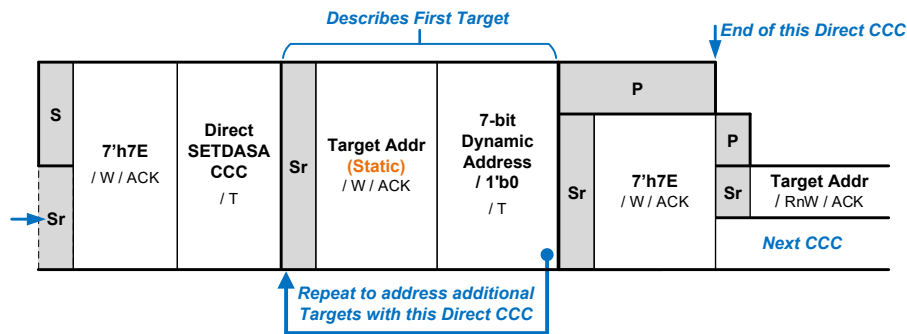 Describes First Target
End of this Direct CCC
S
Sr
7'h7E
/ W / ACK
Direct
SETDASA
CCC
/ T
Sr
Target Addr
(Static)
/ W / ACK
7-bit
Dynamic
Address
/ 1'b0
/ T
P
Sr
7'h7E
/ W / ACK
P
Sr
Target Addr
/ RnW / ACK
Next CCC
Repeat to address additional
Targets with this Direct CCC